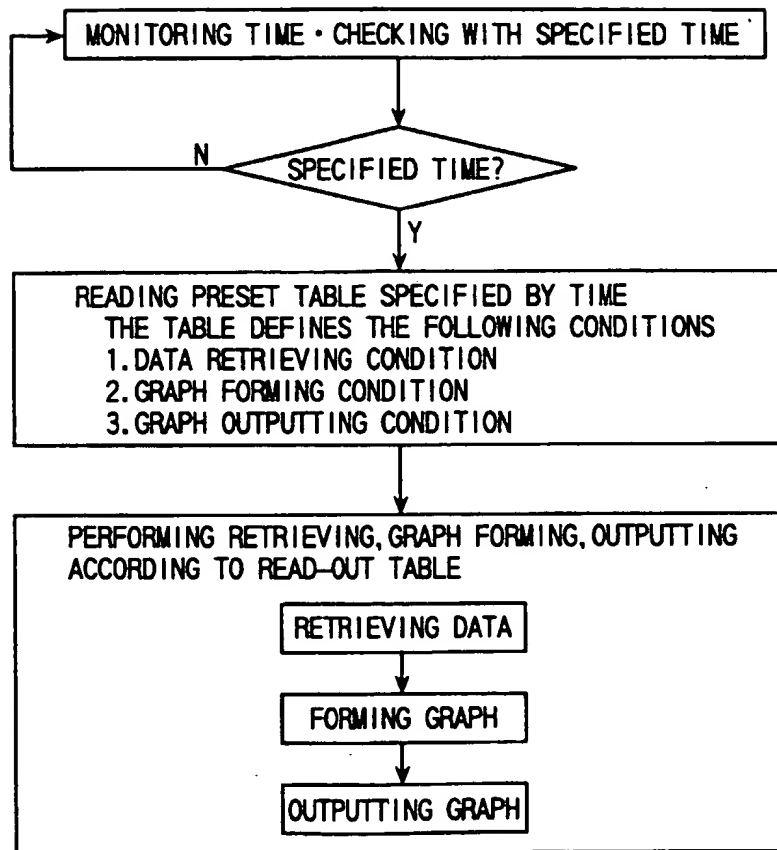 MONITORING TIME・CHECKING WITH SPECIFIED TIME
N
SPECIFIED TIME?
Y
READING PRESET TABLE SPECIFIED BY TIME
THE TABLE DEFINES THE FOLLOWING CONDITIONS
1.DATA RETRIEVING CONDITION
2.GRAPH FORMING CONDITION
3.GRAPH OUTPUTTING CONDITION
PERFORMING RETRIEVING,GRAPH FORMING,OUTPUTTING
ACCORDING TO READ-OUT TABLE
RETRIEVING DATA
FORMING GRAPH
OUTPUTTING GRAPH